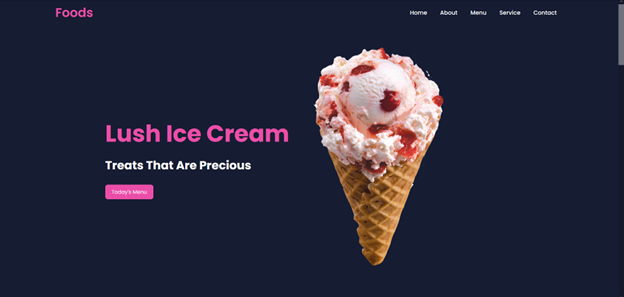 Foods
Home About Menu Service Contact
Lush Ice Cream
Treats That Are Precious
Today's Menu